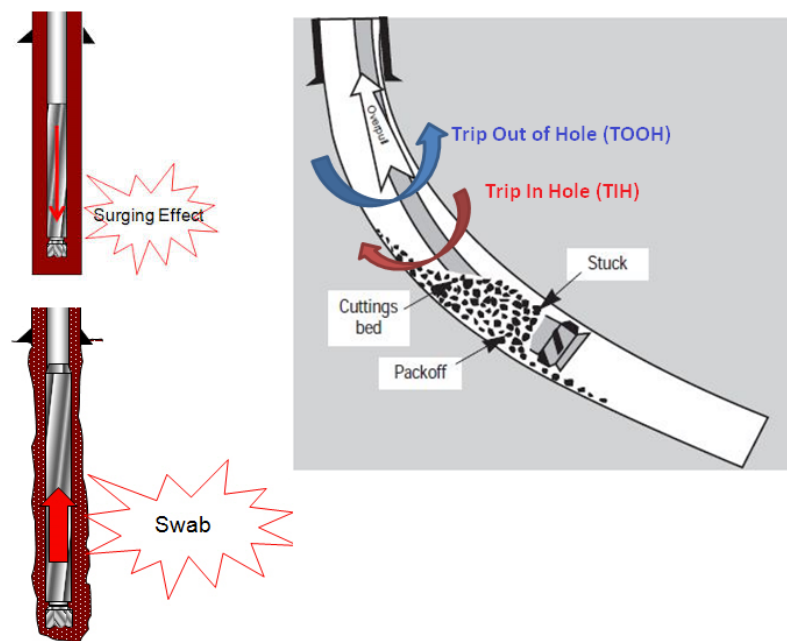 Surging Effect
Swab
Overpull
Trip Out of Hole (TOOH)
Trip In Hole (TIH)
Stuck
Cuttings
bed
Packoff